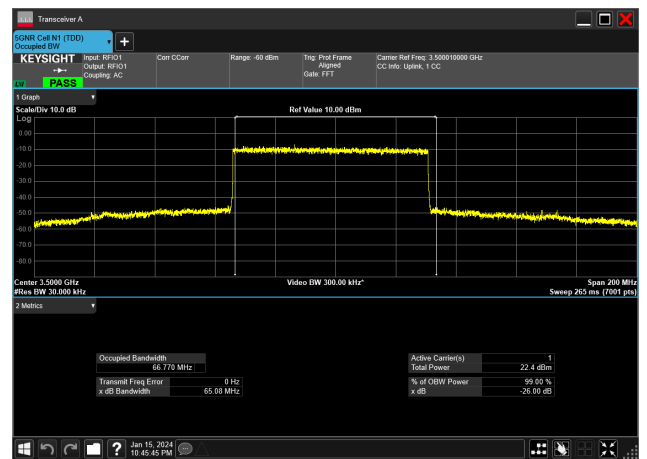 Transceiver A
5GNR Cell N1 (TDD)
Occupied BW
+
KEYSIGHT
LXI
PASS
Input: RFIO1
Output: RFIO1
Coupling: AC
Corr CCorr
Range: -60 dBm
Trig: Prot Frame
Aligned
Gate: FFT
Carrier Ref Freq: 3.500010000 GHz
CC Info: Uplink, 1 CC
1 Graph
Scale/Div 10.0 dB
Ref Value 10.00 dBm
Log
0.00
-10.0
-20.0
-30.0
-40.0
-50.0
-60.0
-70.0
-80.0
Center 3.5000 GHz
Video BW 300.00 kHz*
Span 200 MHz
#Res BW 30.000 kHz
Sweep 265 ms (7001 pts)
2 Metrics
Occupied Bandwidth
66.770 MHz
Transmit Freq Error 0 Hz
x dB Bandwidth 65.08 MHz
Active Carrier(s) 1
Total Power 22.4 dBm
% of OBW Power 99.00 %
x dB -26.00 dB
?
Jan 15, 2024
10:45:45 PM